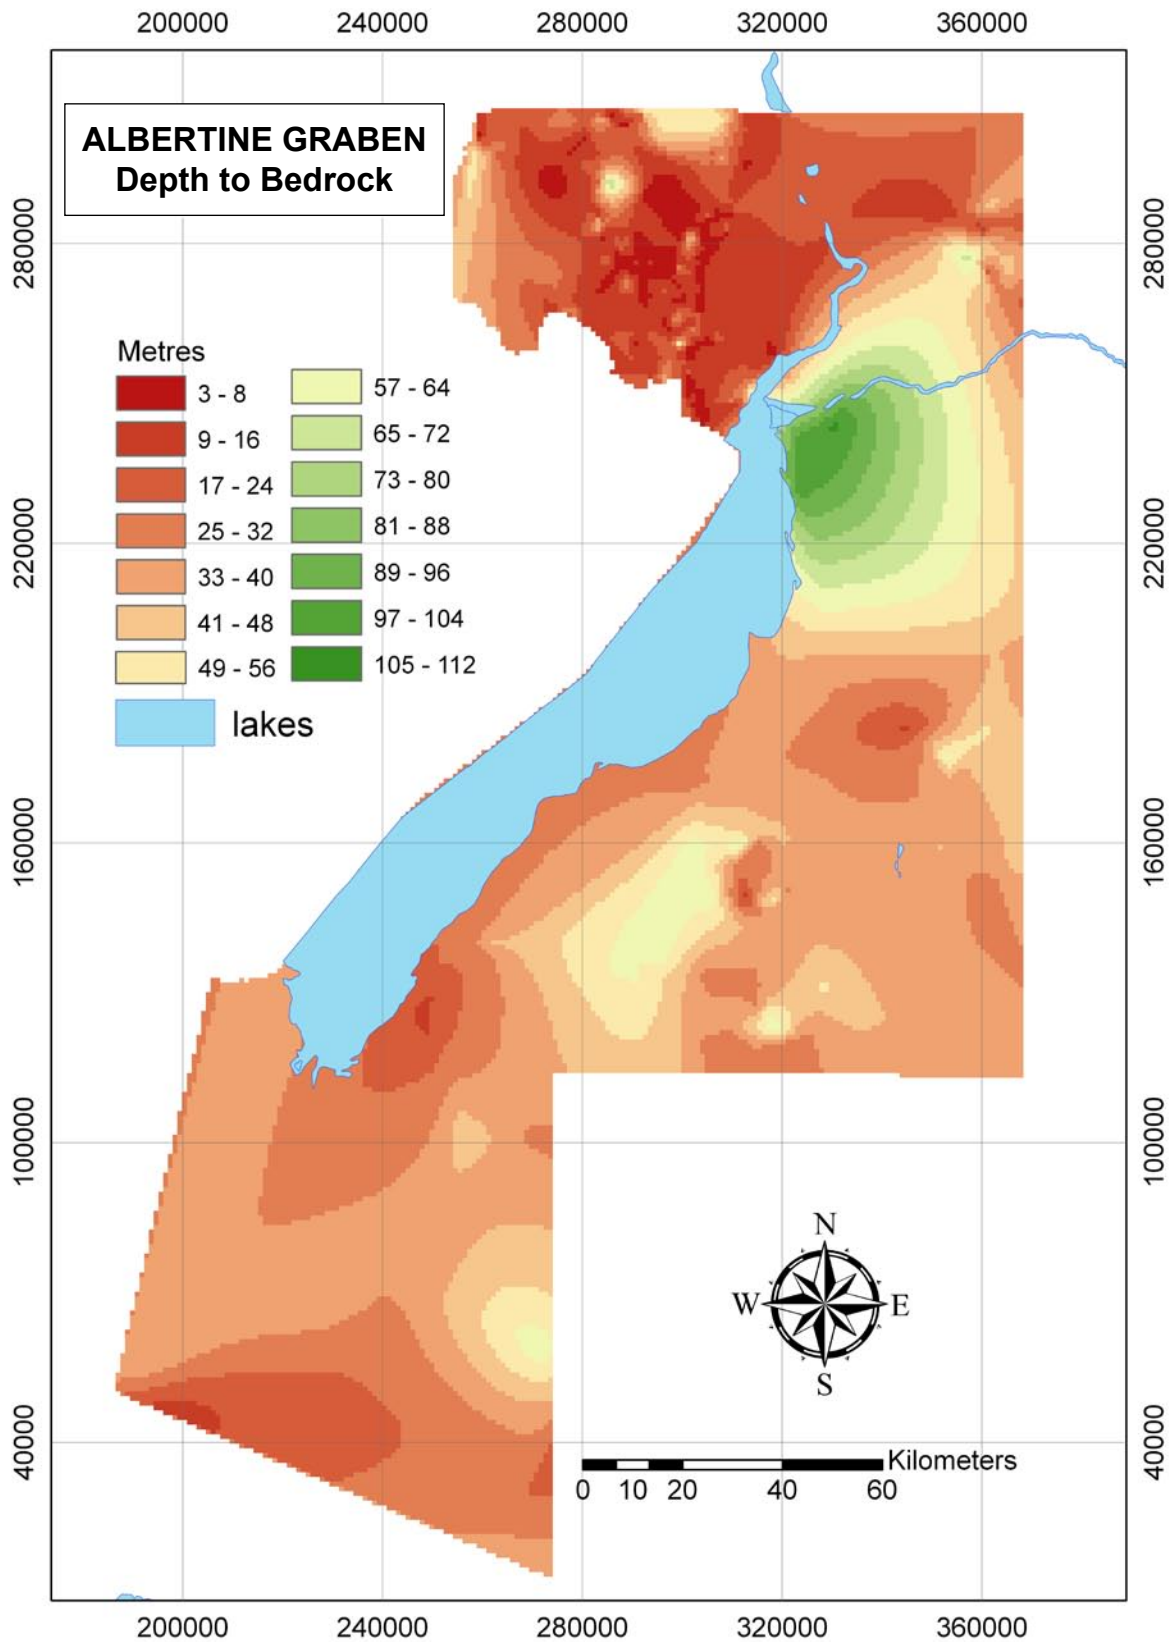 200000 240000 280000 320000 360000
ALBERTINE GRABEN
Depth to Bedrock
280000 280000
Metres
3 - 8 57 - 64
9 - 16 65 - 72
17 - 24 73 - 80
25 - 32 81 - 88
33 - 40 89 - 96
41 - 48 97 - 104
49 - 56 105 - 112
lakes
220000 220000
160000 160000
100000 100000
N
W E
S
40000 40000
Kilometers
0 10 20 40 60
200000 240000 280000 320000 360000